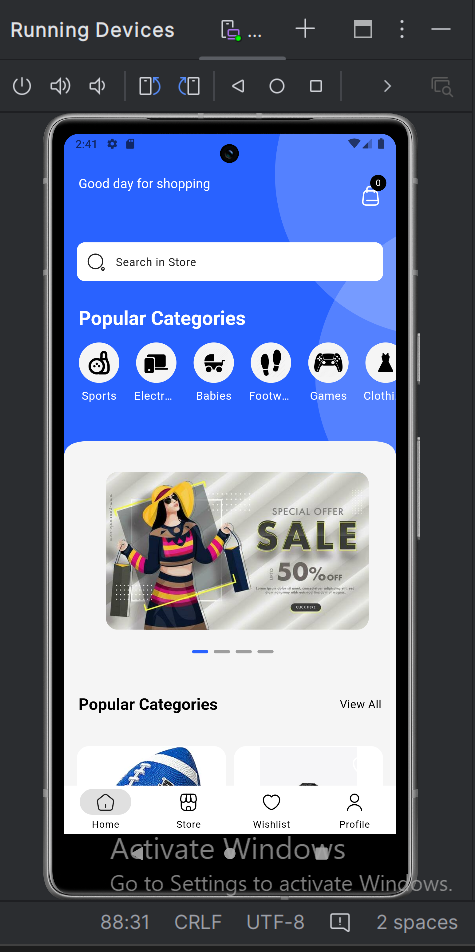 Running Devices
...
2:41
Good day for shopping
0
Search in Store
Popular Categories
Sports
Electr...
Babies
Footw...
Games
Clothi
SPECIAL OFFER
SALE
UPTO
50% OFF
CLICK HERE
Popular Categories
View All
Home
Store
Wishlist
Profile
Activate Windows
Go to Settings to activate Windows.
88:31
CRLF
UTF-8
2 spaces